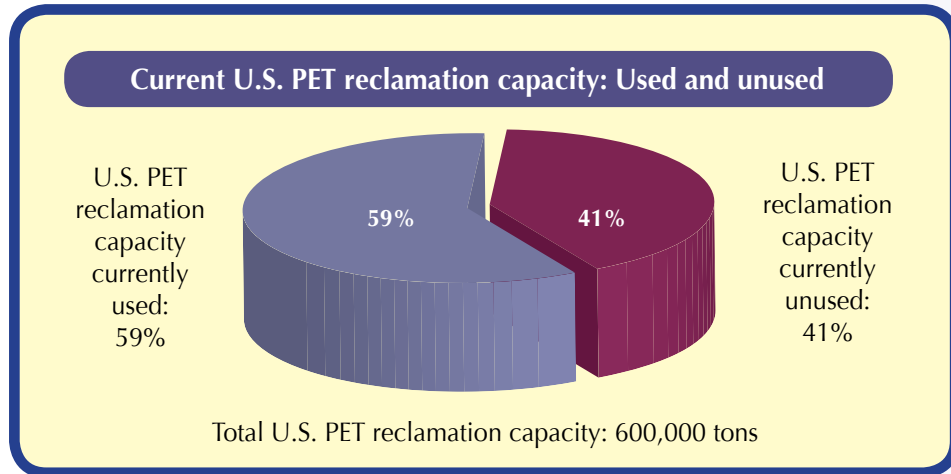 Current U.S. PET reclamation capacity: Used and unused
U.S. PET
reclamation
capacity
currently
used:
59%
59%
41%
U.S. PET
reclamation
capacity
currently
unused:
41%
Total U.S. PET reclamation capacity: 600,000 tons